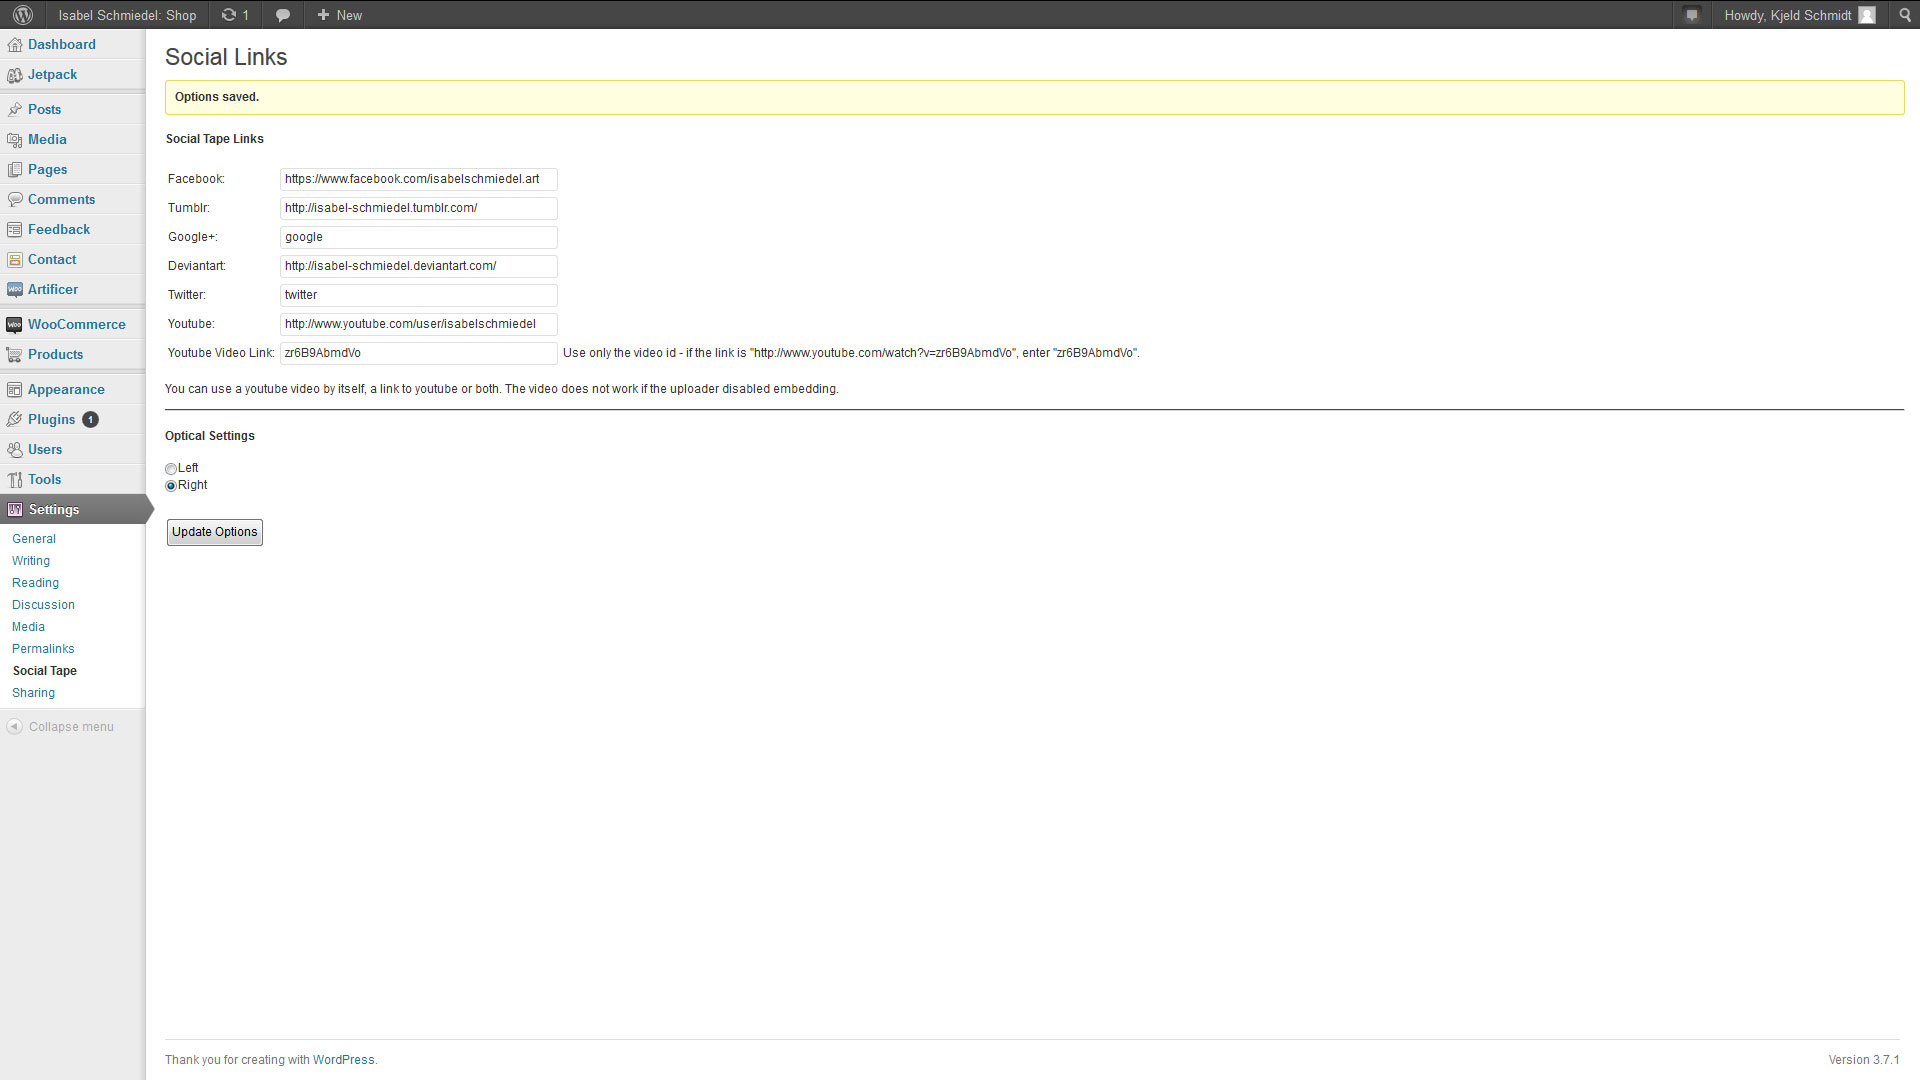 Isabel Schmiedel: Shop 1 New Howdy, Kjeld Schmidt
Dashboard
Jetpack
Posts
Media
Pages
Comments
Feedback
Contact
Artificer
WooCommerce
Products
Appearance
Plugins 1
Users
Tools
Settings
General
Writing
Reading
Discussion
Media
Permalinks
Social Tape
Sharing
Collapse menu
Social Links
Options saved.
Social Tape Links
Facebook: https://www.facebook.com/isabelschmiedel.art
Tumblr: http://isabel-schmiedel.tumblr.com/
Google+: google
Deviantart: http://isabel-schmiedel.deviantart.com/
Twitter: twitter
Youtube: http://www.youtube.com/user/isabelschmiedel
Youtube Video Link: zr6B9AbmdVo Use only the video id - if the link is "http://www.youtube.com/watch?v=zr6B9AbmdVo", enter "zr6B9AbmdVo".
You can use a youtube video by itself, a link to youtube or both. The video does not work if the uploader disabled embedding.
Optical Settings
Left
Right
Update Options
Thank you for creating with WordPress. Version 3.7.1